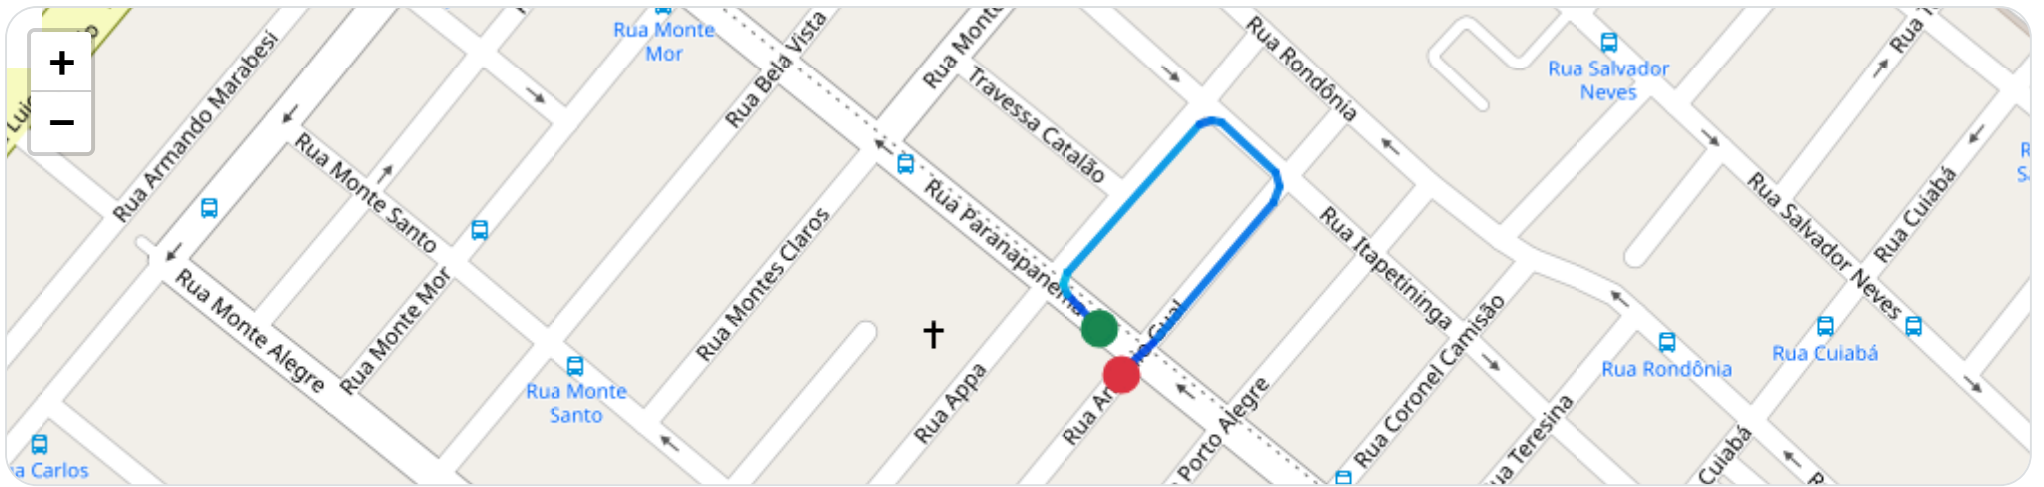 +
−
Rua Armando Marabesi
Rua Monte
Mor
Rua Bela Vista
Travessa Catalão
Rua Rondônia
Rua Salvador
Neves
Rua Monte Santo
Rua Paranapanema
Rua Itapetininga
Rua Salvador Neves
Rua Cuiabá
Rua Monte Alegre
Rua Monte Mor
Rua Montes Claros
Rua Monte
Santo
Rua Appa
Porto Alegre
Rua Coronel Camisão
Rua Rondônia
Rua Cuiabá
ua Teresina
Cuiabá
a Carlos